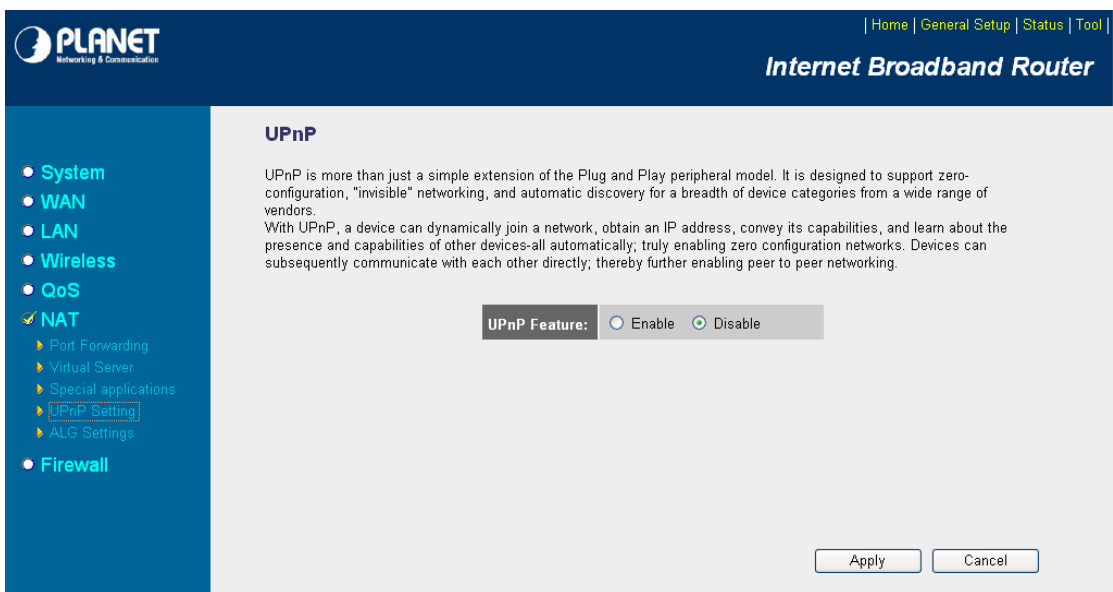 PLANET
Networking & Communication
| Home | General Setup | Status | Tool |
Internet Broadband Router
System
WAN
LAN
Wireless
QoS
NAT
Port Forwarding
Virtual Server
Special applications
UPnP Setting
ALG Settings
Firewall
UPnP
UPnP is more than just a simple extension of the Plug and Play peripheral model. It is designed to support zero-
configuration, "invisible" networking, and automatic discovery for a breadth of device categories from a wide range of
vendors.
With UPnP, a device can dynamically join a network, obtain an IP address, convey its capabilities, and learn about the
presence and capabilities of other devices-all automatically; truly enabling zero configuration networks. Devices can
subsequently communicate with each other directly; thereby further enabling peer to peer networking.
UPnP Feature: Enable Disable
Apply Cancel